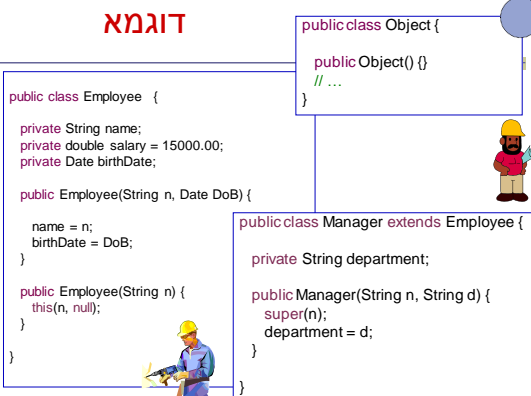 דוגמא
public class Object {
public Object() {}
// …
}
public class Employee {
private String name;
private double salary = 15000.00;
private Date birthDate;
public Employee(String n, Date DoB) {
name = n;
birthDate = DoB;
}
public Employee(String n) {
this(n, null);
}
}
public class Manager extends Employee {
private String department;
public Manager(String n, String d) {
super(n);
department = d;
}
}